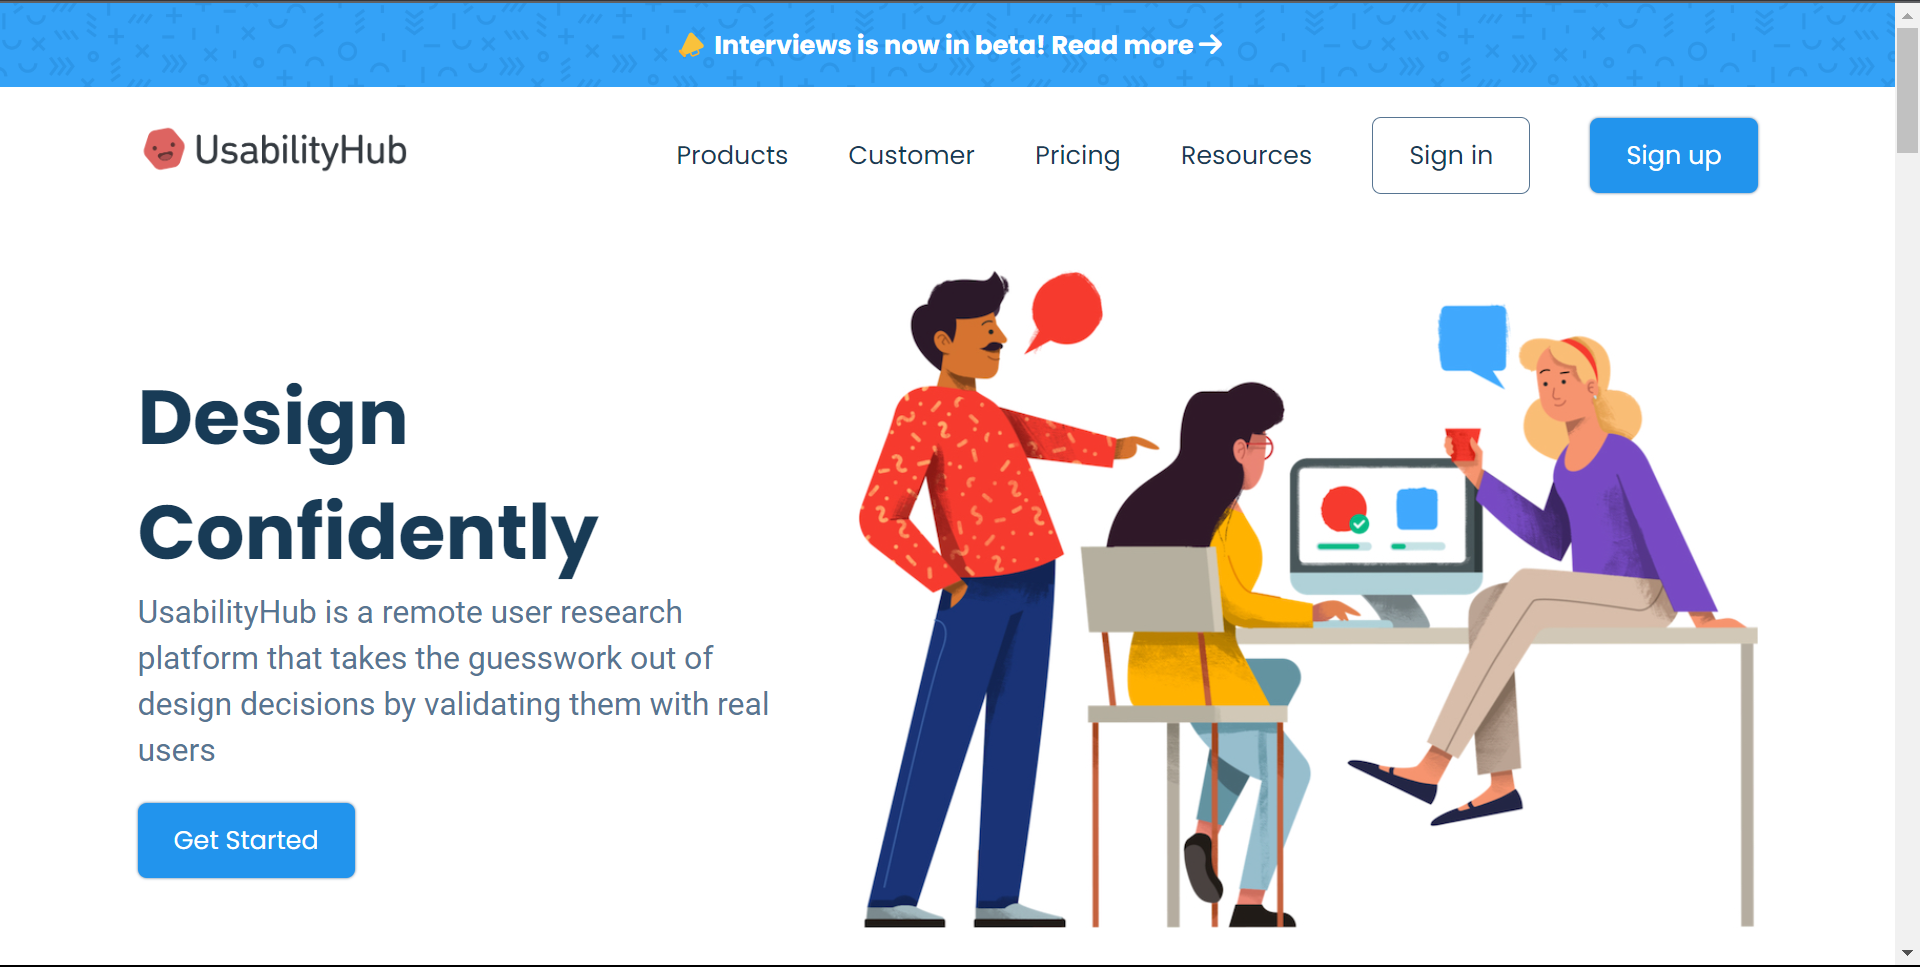 Interviews is now in beta! Read more →
UsabilityHub
Products Customer Pricing Resources Sign in Sign up
Design
Confidently
UsabilityHub is a remote user research
platform that takes the guesswork out of
design decisions by validating them with real
users
Get Started